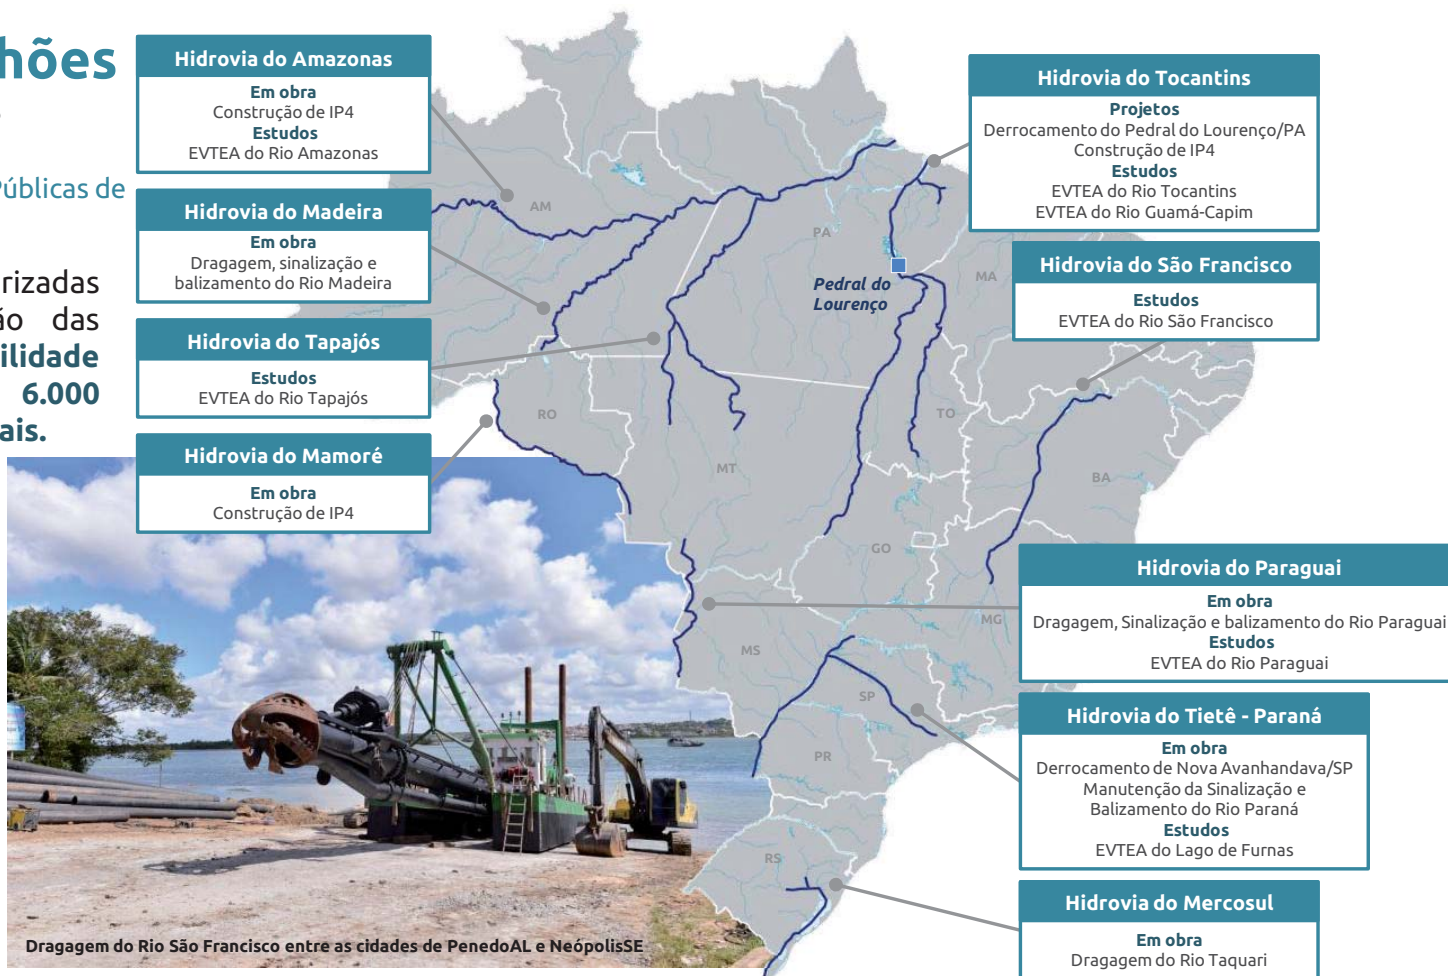 hões
Públicas de
rizadas
ão das
ilidade
6.000
ais.
Hidrovia do Amazonas
Em obra
Construção de IP4
Estudos
EVTEA do Rio Amazonas
Hidrovia do Madeira
Em obra
Dragagem, sinalização e
balizamento do Rio Madeira
Hidrovia do Tapajós
Estudos
EVTEA do Rio Tapajós
Hidrovia do Mamoré
Em obra
Construção de IP4
Hidrovia do Tocantins
Projetos
Derrocamento do Pedral do Lourenço/PA
Construção de IP4
Estudos
EVTEA do Rio Tocantins
EVTEA do Rio Guamá-Capim
Hidrovia do São Francisco
Estudos
EVTEA do Rio São Francisco
Hidrovia do Paraguai
Em obra
Dragagem, Sinalização e balizamento do Rio Paraguai
Estudos
EVTEA do Rio Paraguai
Hidrovia do Tietê - Paraná
Em obra
Derrocamento de Nova Avanhandava/SP
Manutenção da Sinalização e
Balizamento do Rio Paraná
Estudos
EVTEA do Lago de Furnas
Hidrovia do Mercosul
Em obra
Dragagem do Rio Taquari
AM
PA
MA
Pedral do
Lourenço
RO
TO
MT
BA
GO
MG
MS
SP
PR
RS
Dragagem do Rio São Francisco entre as cidades de PenedoAL e NeópolisSE